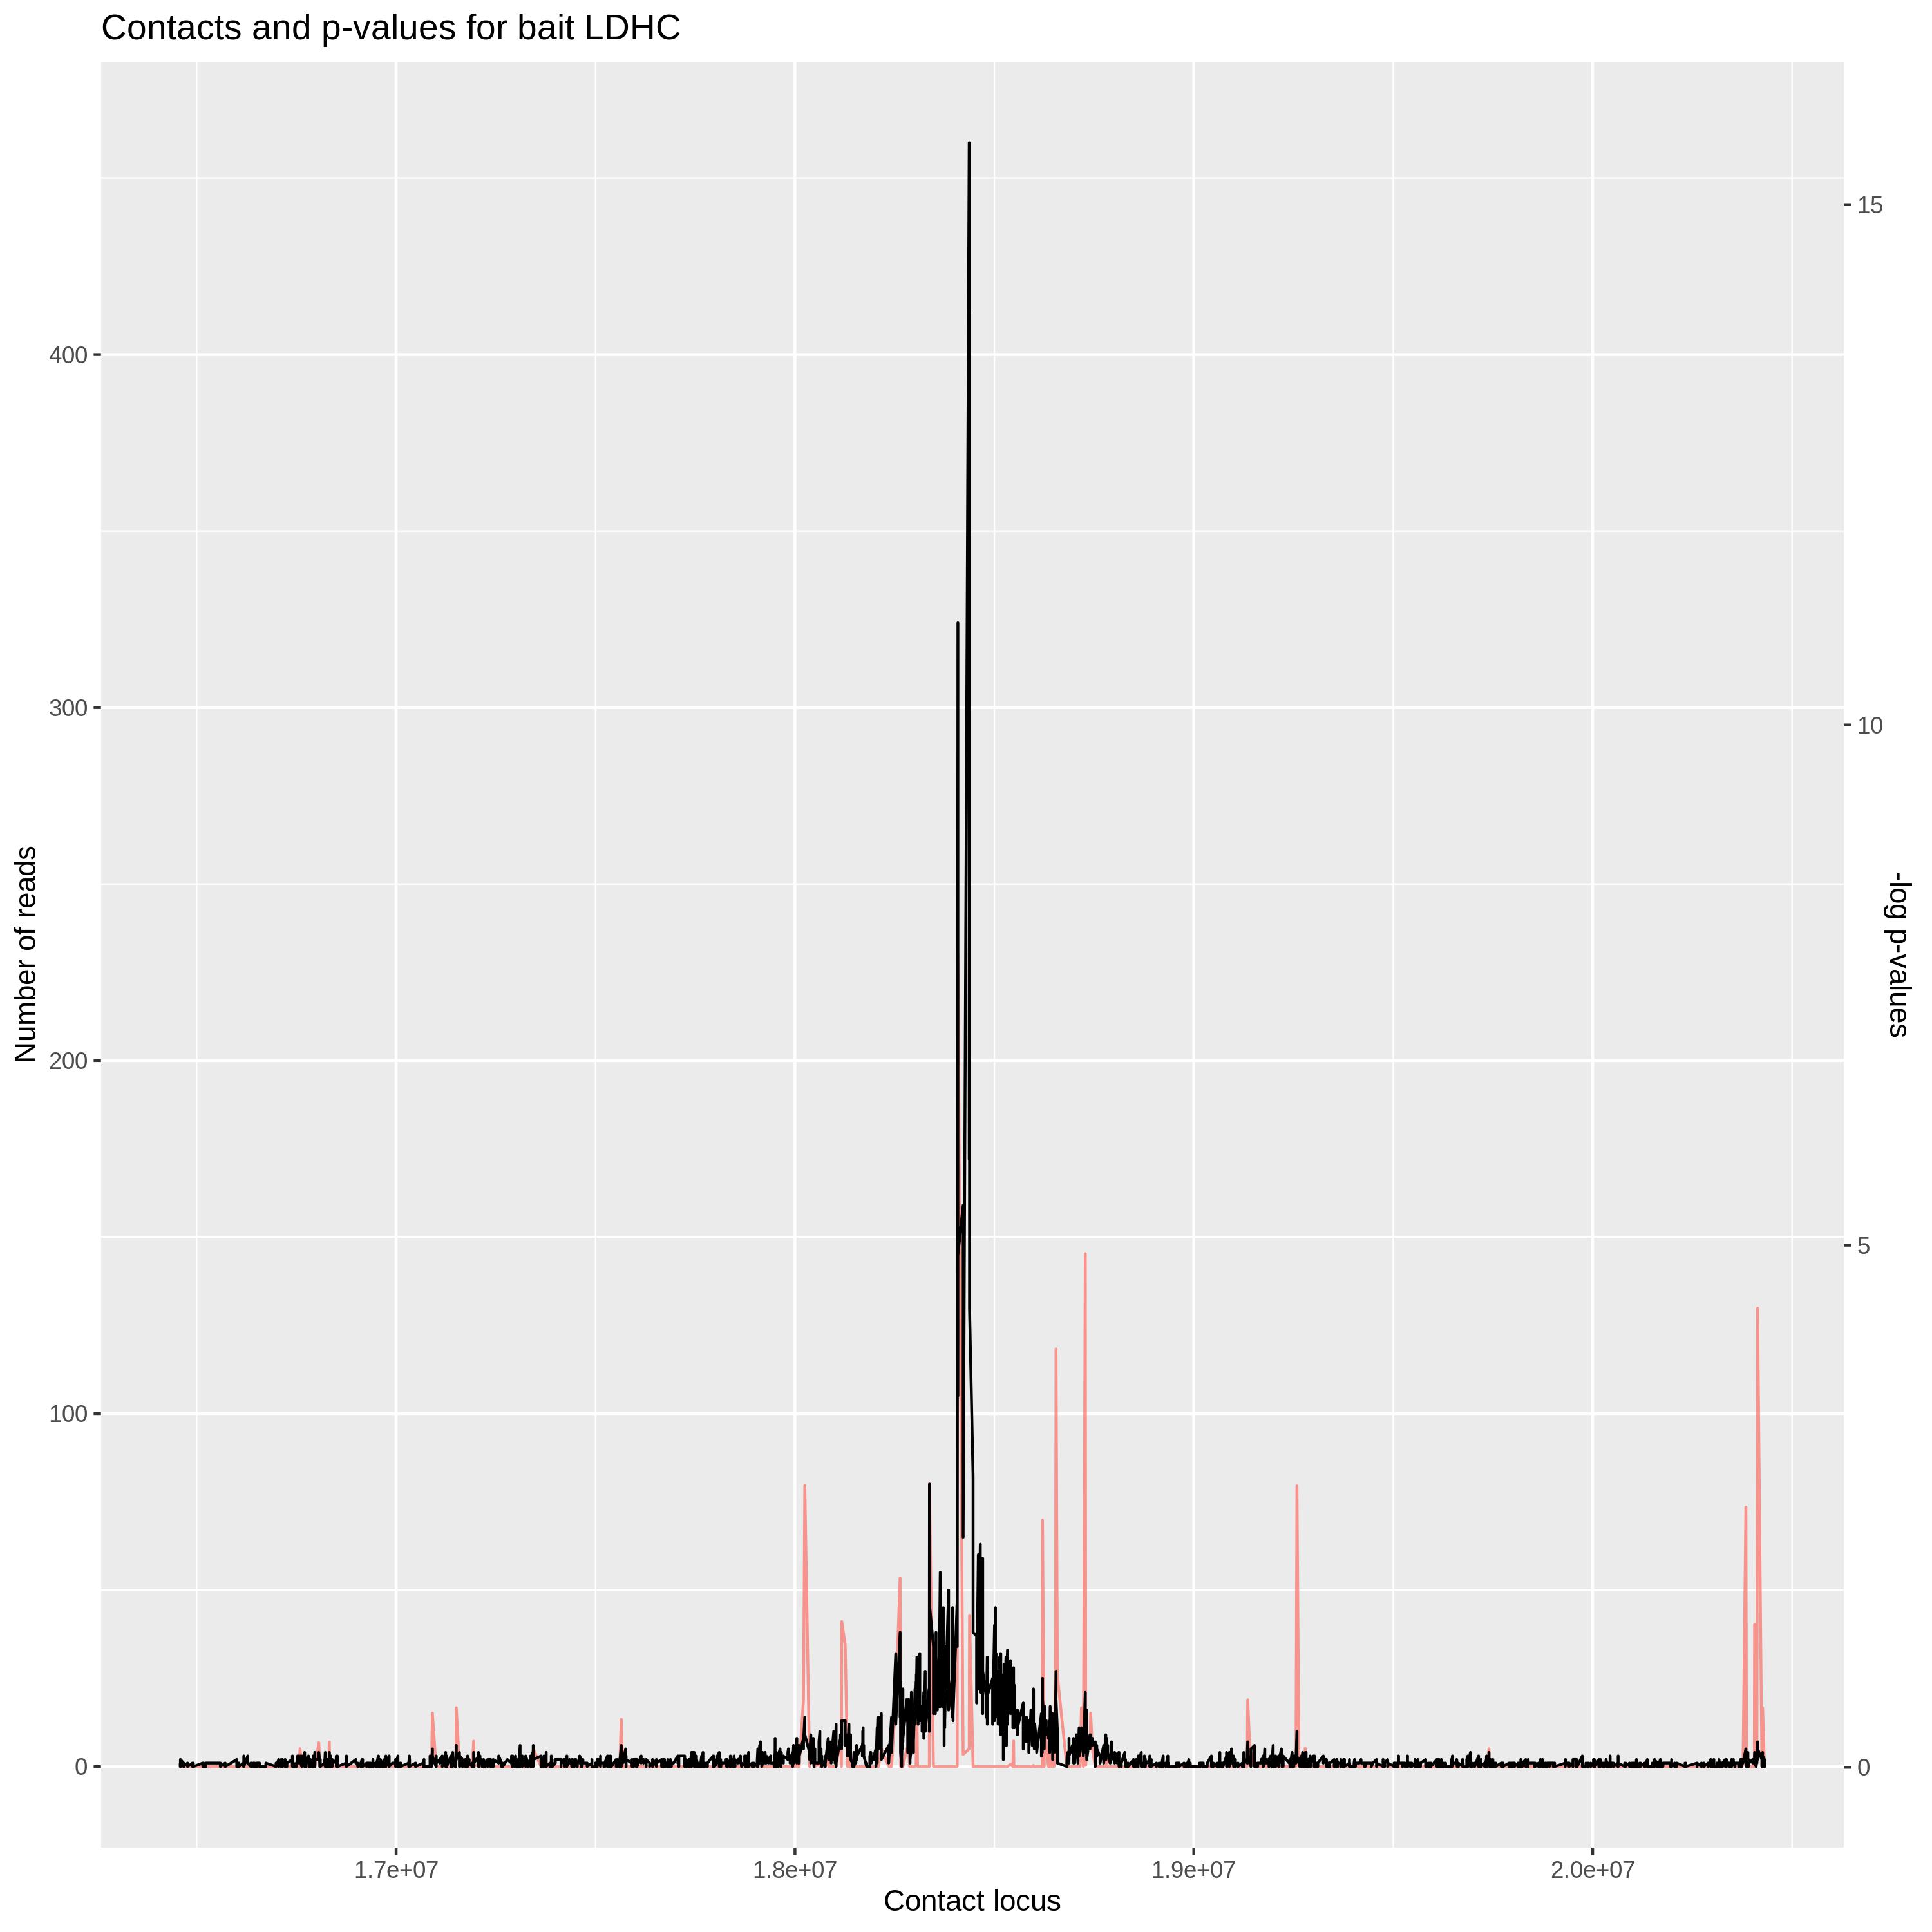 Contacts and p-values for bait LDHC
Number of reads
400
300
200
100
0
15
10
5
0
-log p-values
1.7e+07
1.8e+07
1.9e+07
2.0e+07
Contact locus